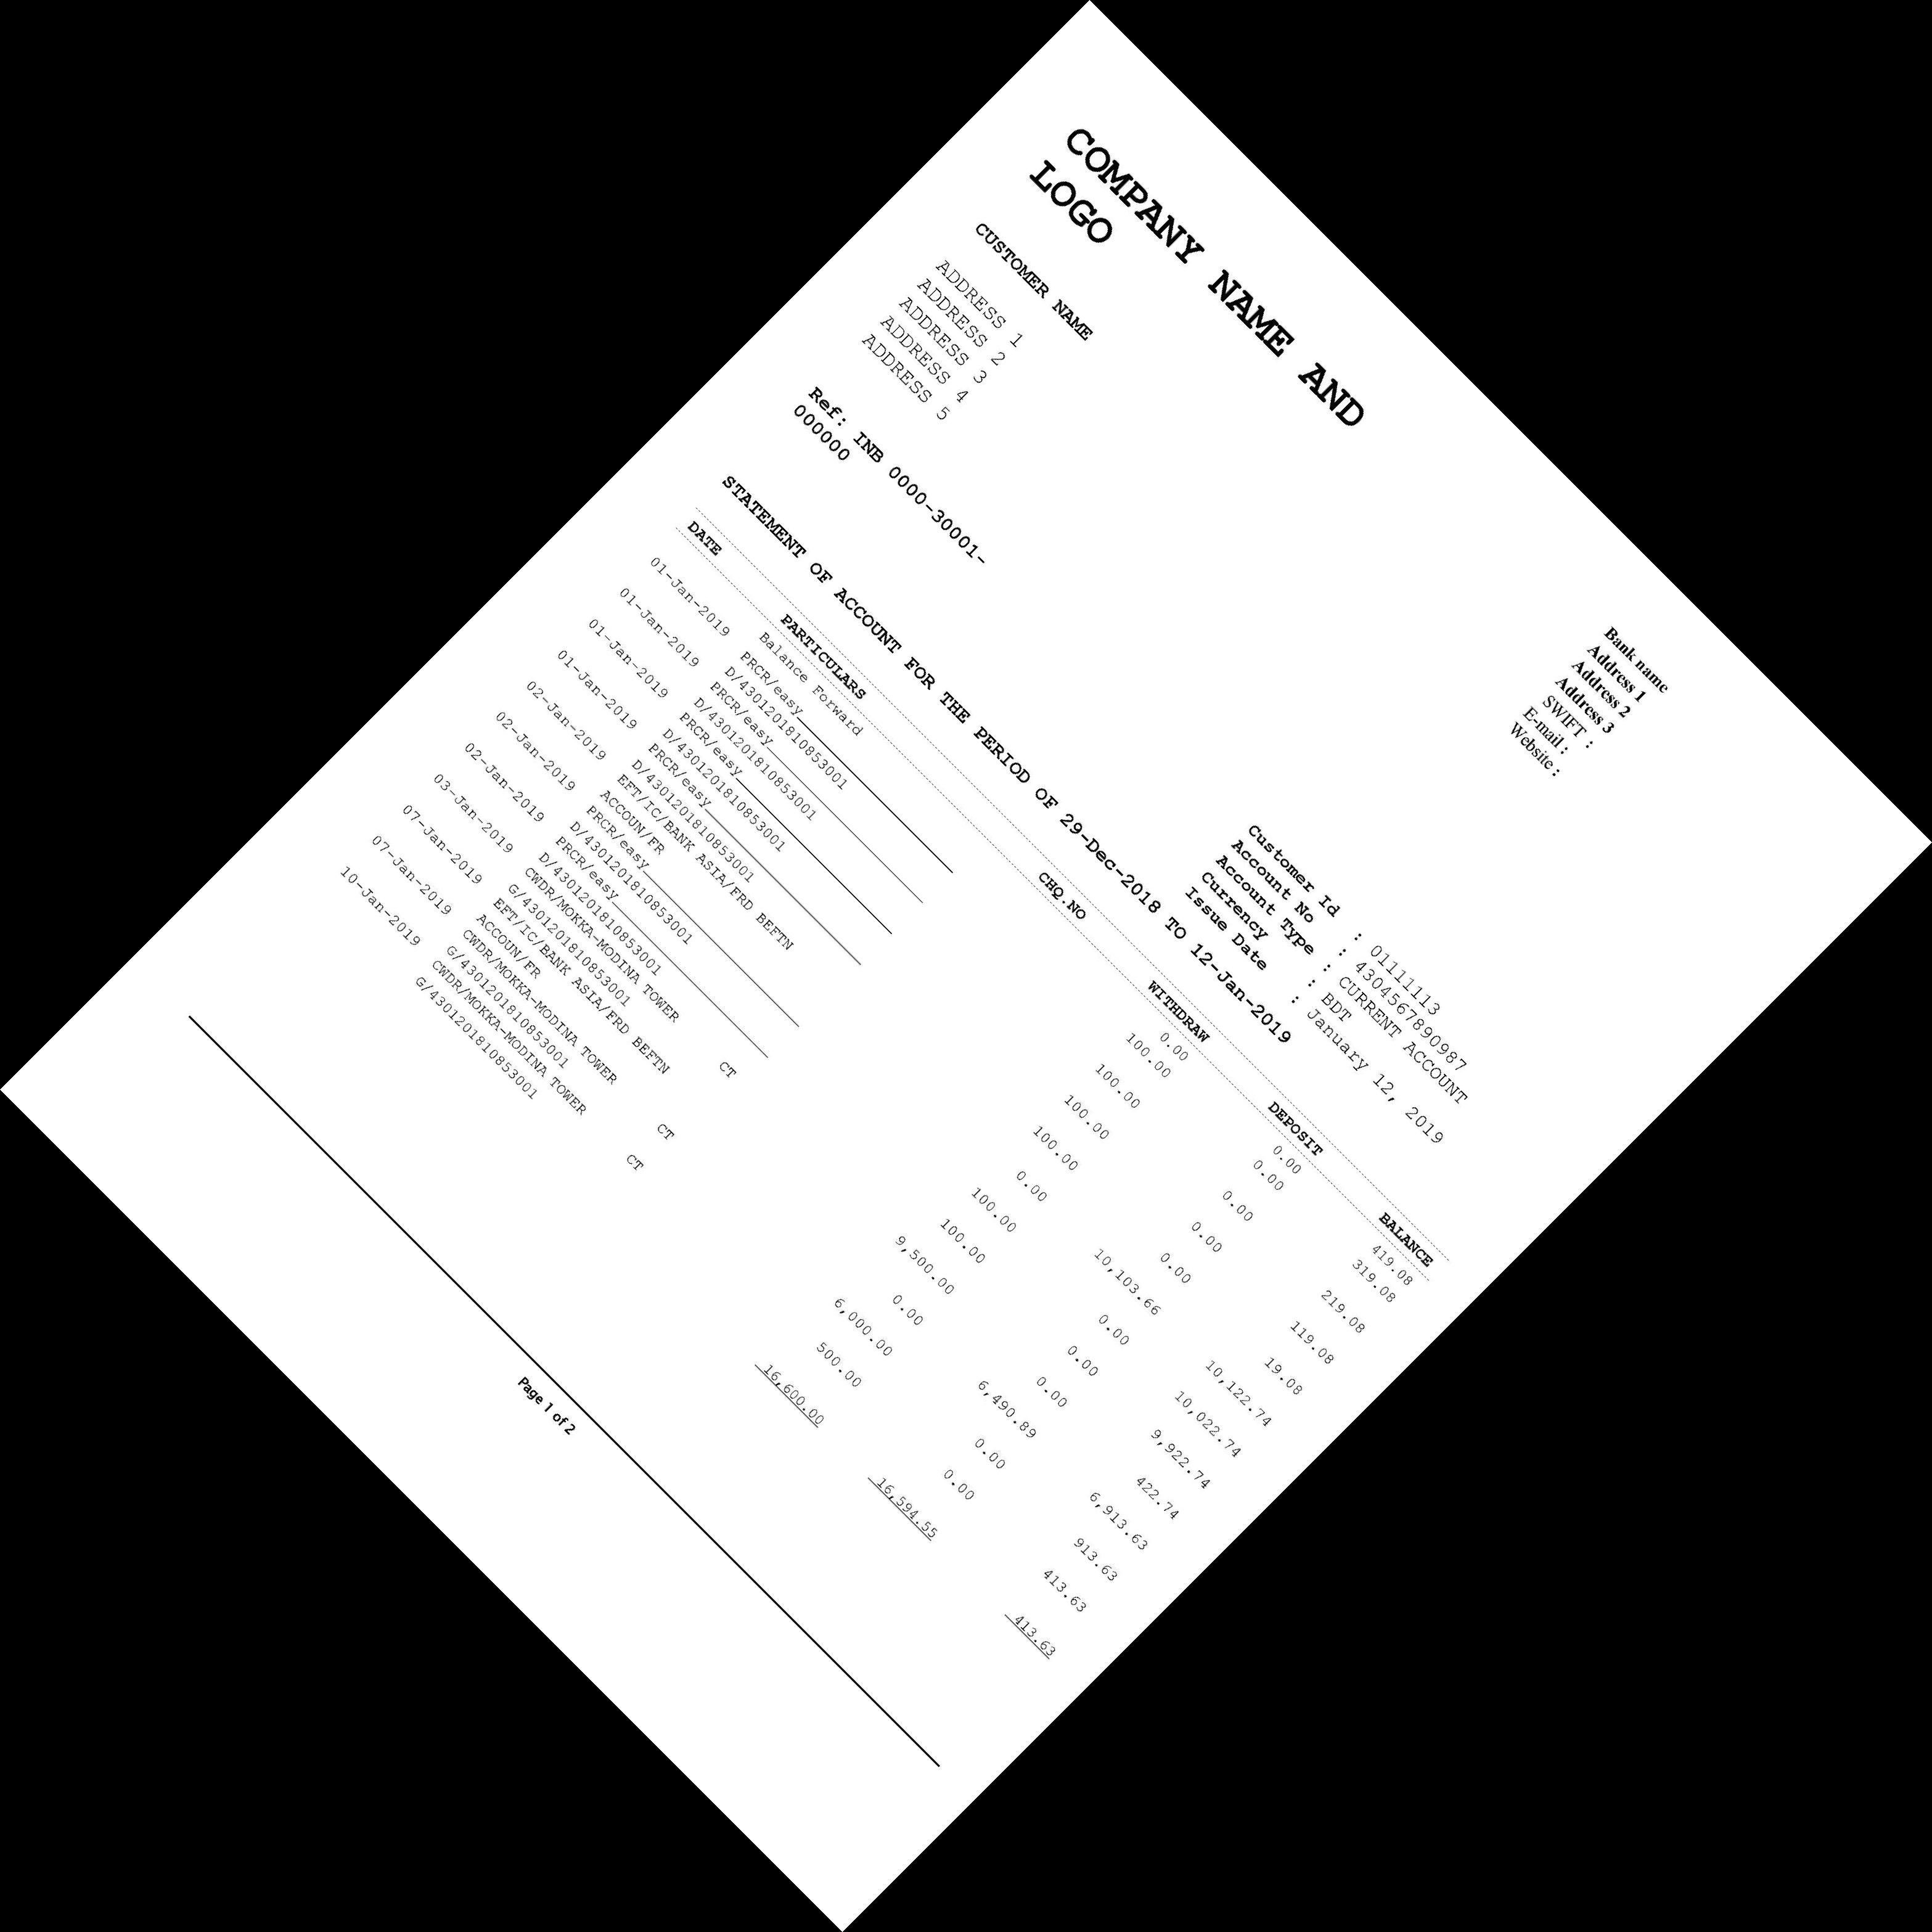 COMPANY NAME AND
LOGO
Bank name
Address 1
Address 2
Address 3
SWIFT :
E-mail :
Website :
CUSTOMER NAME
ADDRESS 1
ADDRESS 2
ADDRESS 3
ADDRESS 4
ADDRESS 5
Ref: INB 0000-30001-
000000
Customer Id : 01111113
Account No : 4304567890987
Account Type : CURRENT ACCOUNT
Currency : BDT
Issue Date : January 12, 2019
STATEMENT OF ACCOUNT FOR THE PERIOD OF 29-Dec-2018 TO 12-Jan-2019
DATE PARTICULARS CHQ.NO WITHDRAW DEPOSIT BALANCE
Balance Forward 0.00 0.00 419.08
01-Jan-2019 PRCR/easy 100.00 0.00 319.08
D/4301201810853001
01-Jan-2019 PRCR/easy 100.00 0.00 219.08
D/4301201810853001
01-Jan-2019 PRCR/easy 100.00 0.00 119.08
D/4301201810853001
01-Jan-2019 PRCR/easy 100.00 0.00 19.08
D/4301201810853001
02-Jan-2019 EFT/IC/BANK ASIA/FRD BEFTN 0.00 10,103.66 10,122.74
ACCOUN/FR
02-Jan-2019 PRCR/easy 100.00 0.00 10,022.74
D/4301201810853001
02-Jan-2019 PRCR/easy 100.00 0.00 9,922.74
D/4301201810853001
03-Jan-2019 CWDR/MOKKA-MODINA TOWER CT 9,500.00 0.00 422.74
G/4301201810853001
07-Jan-2019 EFT/IC/BANK ASIA/FRD BEFTN 0.00 6,490.89 6,913.63
ACCOUN/FR
07-Jan-2019 CWDR/MOKKA-MODINA TOWER CT 6,000.00 0.00 913.63
G/4301201810853001
10-Jan-2019 CWDR/MOKKA-MODINA TOWER CT 500.00 0.00 413.63
G/4301201810853001
16,600.00 16,594.55 413.63
Page 1 of 2